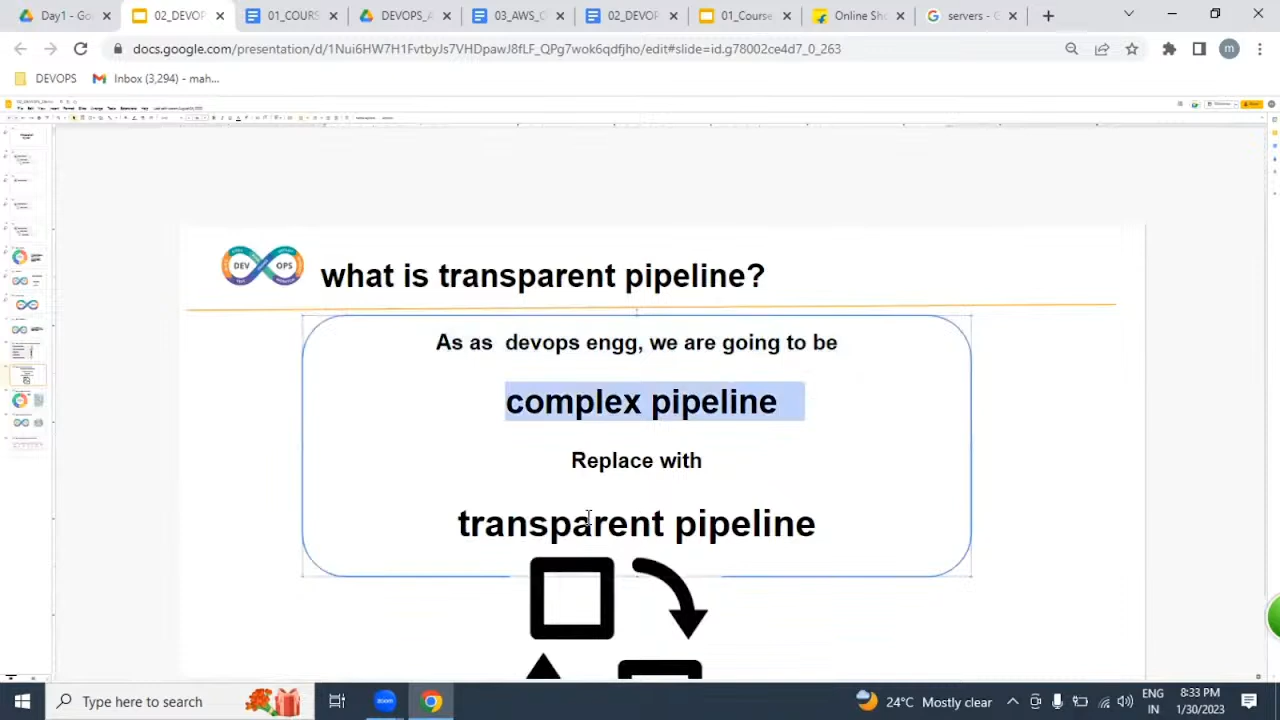 Day1 - Go
02_DEVOP
01_COURS
DEVOPS_A
03_AWS_C
02_DEVOP
01_Course
Online Sho
servers - G
docs.google.com/presentation/d/1Nui6HW7H1FvtbyJs7VHDpawJ8fLF_QPg7wok6qdfjho/edit#slide=id.g78002ce4d7_0_263
m
DEVOPS
Inbox (3,294) - mah...
DEV OPS
what is transparent pipeline?
As as devops engg, we are going to be
complex pipeline
Replace with
transparent pipeline
Type here to search
zoom
24°C Mostly clear
ENG
IN
8:33 PM
1/30/2023